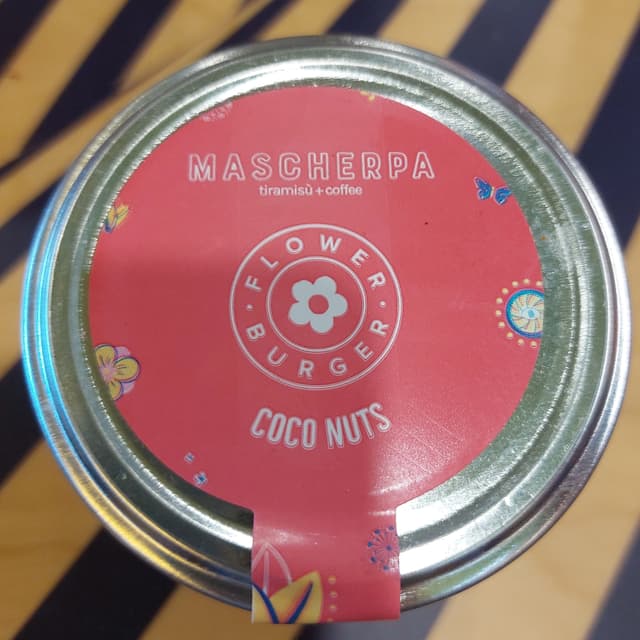 MASCHERPA
tiramisù + coffee
FLOWER
BURGER
COCO NUTS